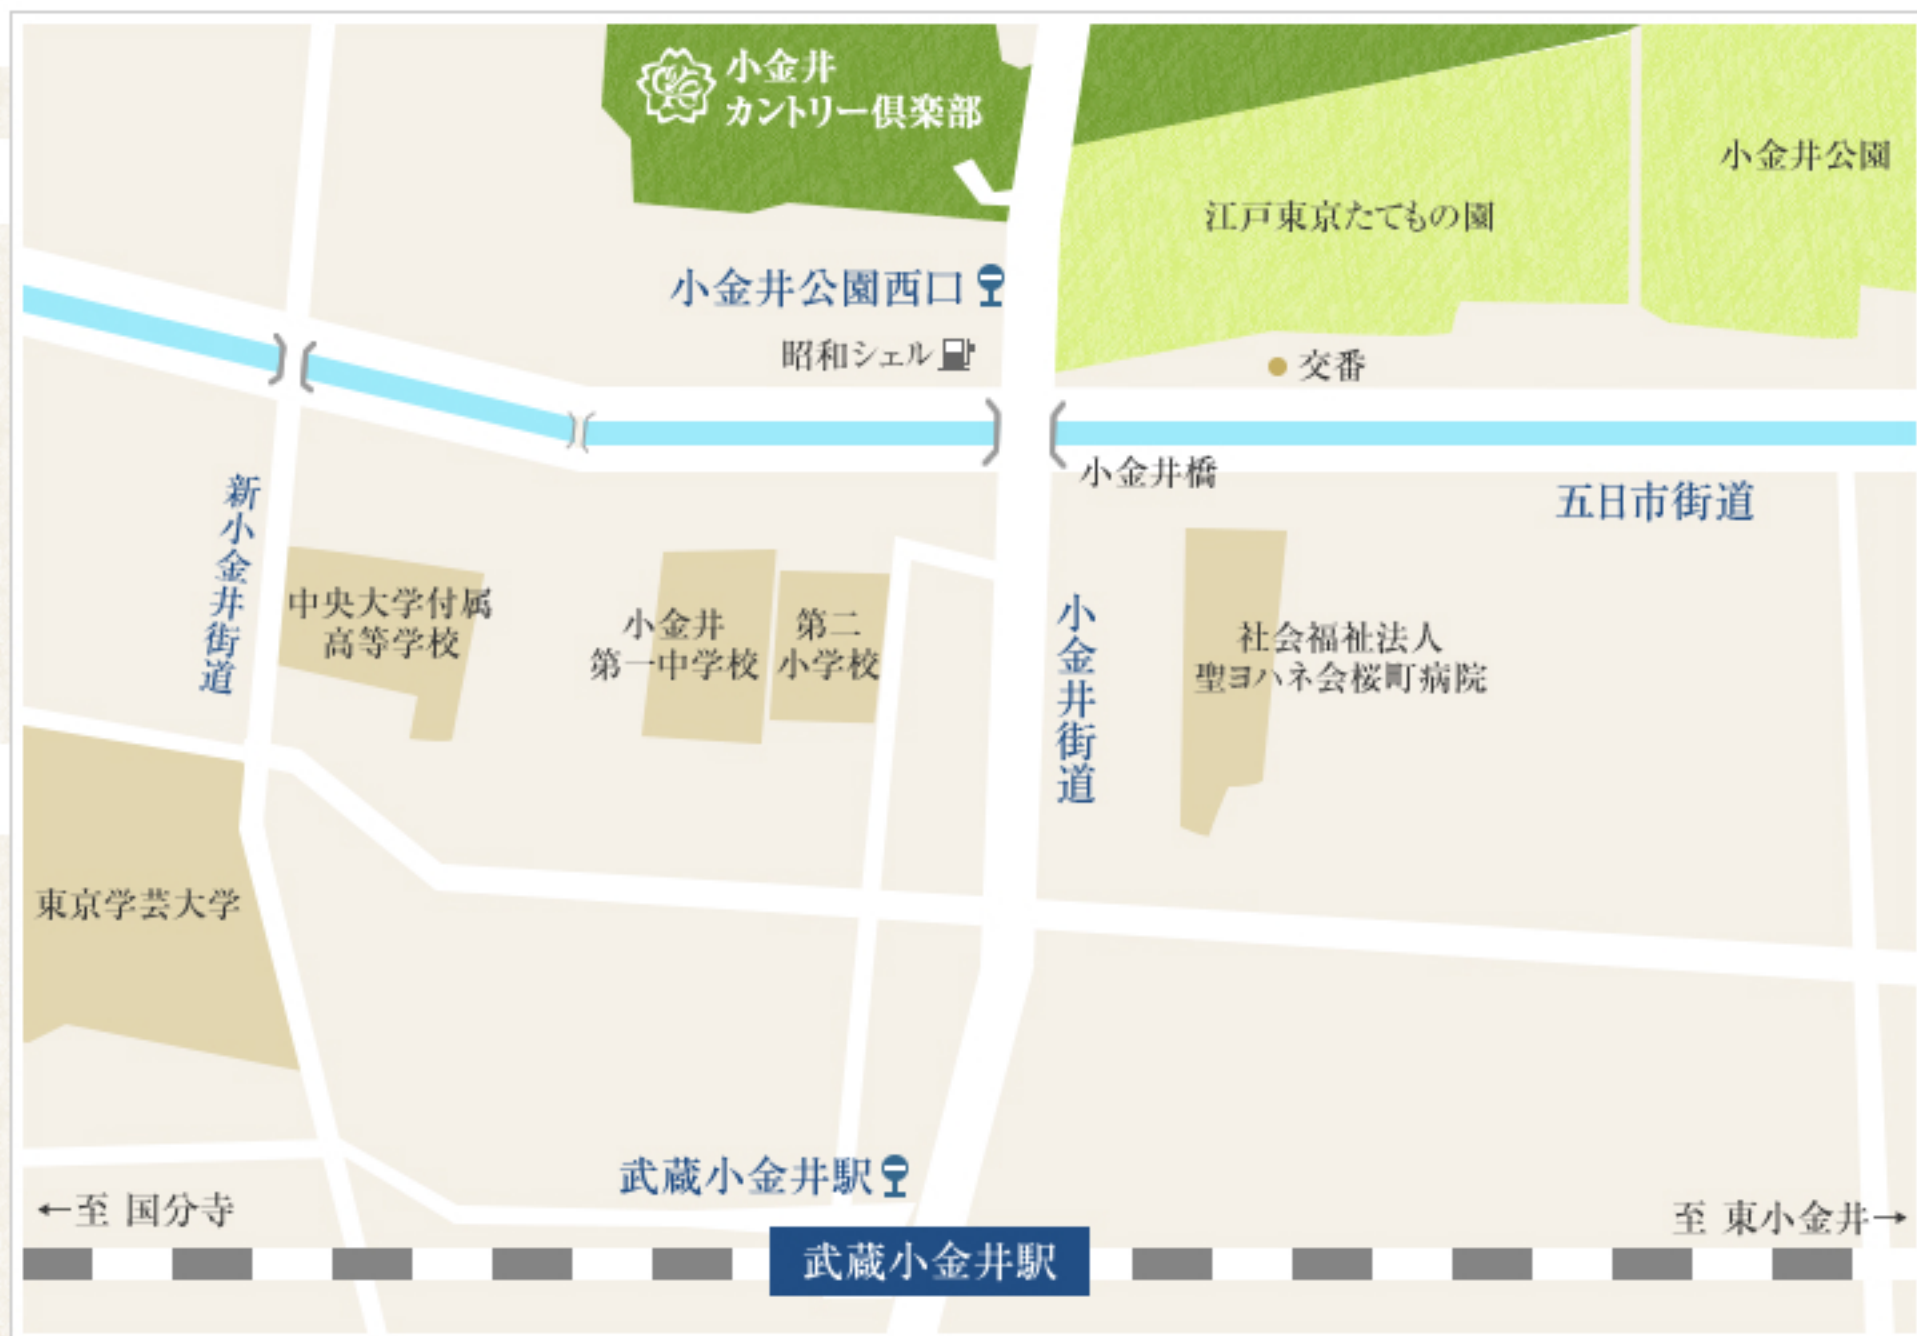 小金井
カントリー倶楽部
小金井公園
江戸東京たてもの園
小金井公園西口
昭和シェル
交番
小金井橋
五日市街道
新小金井街道
中央大学付属
高等学校
小金井
第一中学校
第二
小学校
小金井街道
社会福祉法人
聖ヨハネ会桜町病院
東京学芸大学
武蔵小金井駅
←至 国分寺
至 東小金井→
武蔵小金井駅